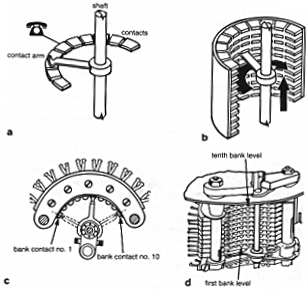 shaft
contacts
contact arm
a
b
tenth bank level
bank contact no. 1
bank contact no. 10
c
d
first bank level